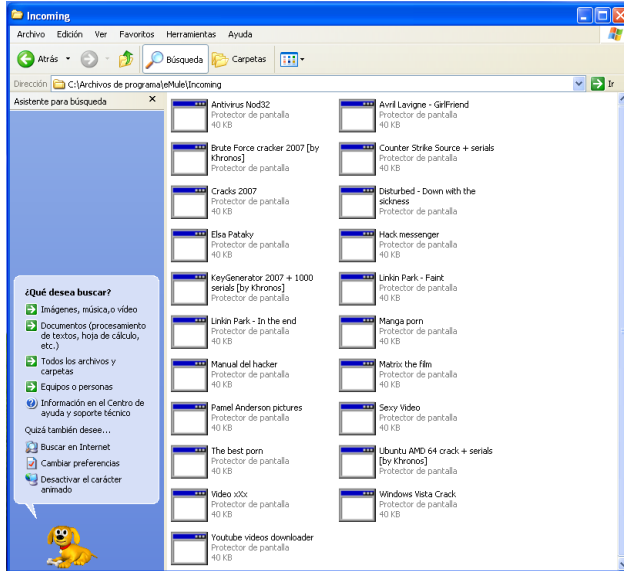 Incoming
Archivo Edición Ver Favoritos Herramientas Ayuda
Atrás Búsqueda Carpetas
Dirección C:\Archivos de programa\eMule\Incoming Ir
Asistente para búsqueda
¿Qué desea buscar?
Imágenes, música,o vídeo
Documentos (procesamiento
de textos, hoja de cálculo,
etc.)
Todos los archivos y
carpetas
Equipos o personas
Información en el Centro de
ayuda y soporte técnico
Quizá también desee...
Buscar en Internet
Cambiar preferencias
Desactivar el carácter
animado
Antivirus Nod32
Protector de pantalla
40 KB
Avril Lavigne - GirlFriend
Protector de pantalla
40 KB
Brute Force cracker 2007 [by
Khronos]
Protector de pantalla
Counter Strike Source + serials
Protector de pantalla
40 KB
Cracks 2007
Protector de pantalla
40 KB
Disturbed - Down with the
sickness
Protector de pantalla
Elsa Pataky
Protector de pantalla
40 KB
Hack messenger
Protector de pantalla
40 KB
KeyGenerator 2007 + 1000
serials [by Khronos]
Protector de pantalla
Linkin Park - Faint
Protector de pantalla
40 KB
Linkin Park - In the end
Protector de pantalla
40 KB
Manga porn
Protector de pantalla
40 KB
Manual del hacker
Protector de pantalla
40 KB
Matrix the film
Protector de pantalla
40 KB
Pamel Anderson pictures
Protector de pantalla
40 KB
Sexy Video
Protector de pantalla
40 KB
The best porn
Protector de pantalla
40 KB
Ubuntu AMD 64 crack + serials
[by Khronos]
Protector de pantalla
Video xXx
Protector de pantalla
40 KB
Windows Vista Crack
Protector de pantalla
40 KB
Youtube videos downloader
Protector de pantalla
40 KB